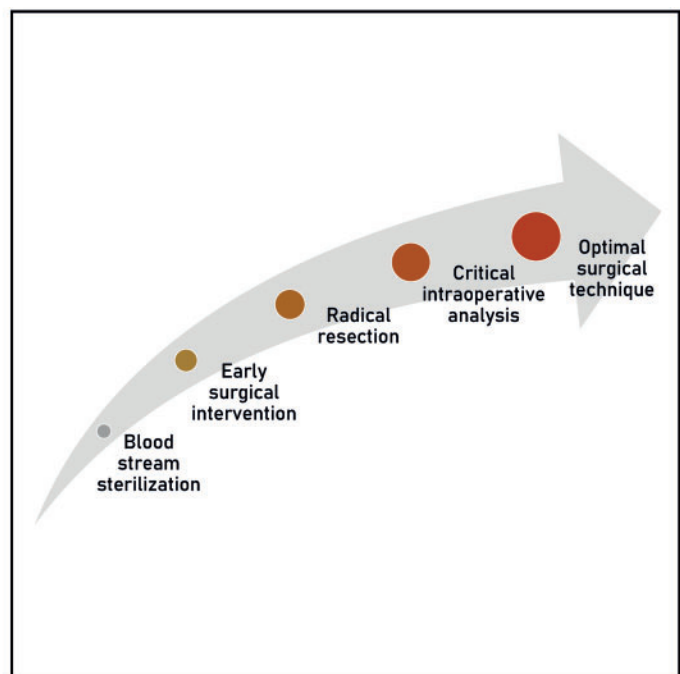 Blood
stream
sterilization
Early
surgical
intervention
Radical
resection
Critical
intraoperative
analysis
Optimal
surgical
technique